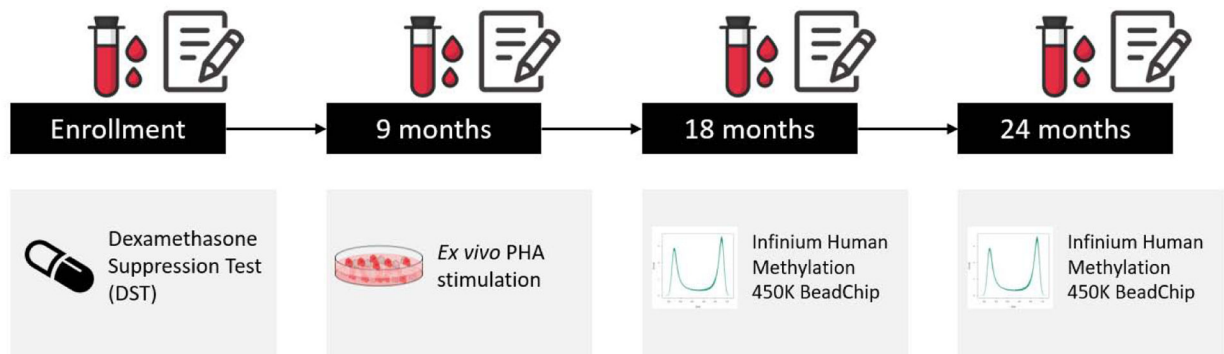 Enrollment
9 months
18 months
24 months
Dexamethasone
Suppression Test
(DST)
Ex vivo PHA
stimulation
Infinium Human
Methylation
450K BeadChip
Infinium Human
Methylation
450K BeadChip